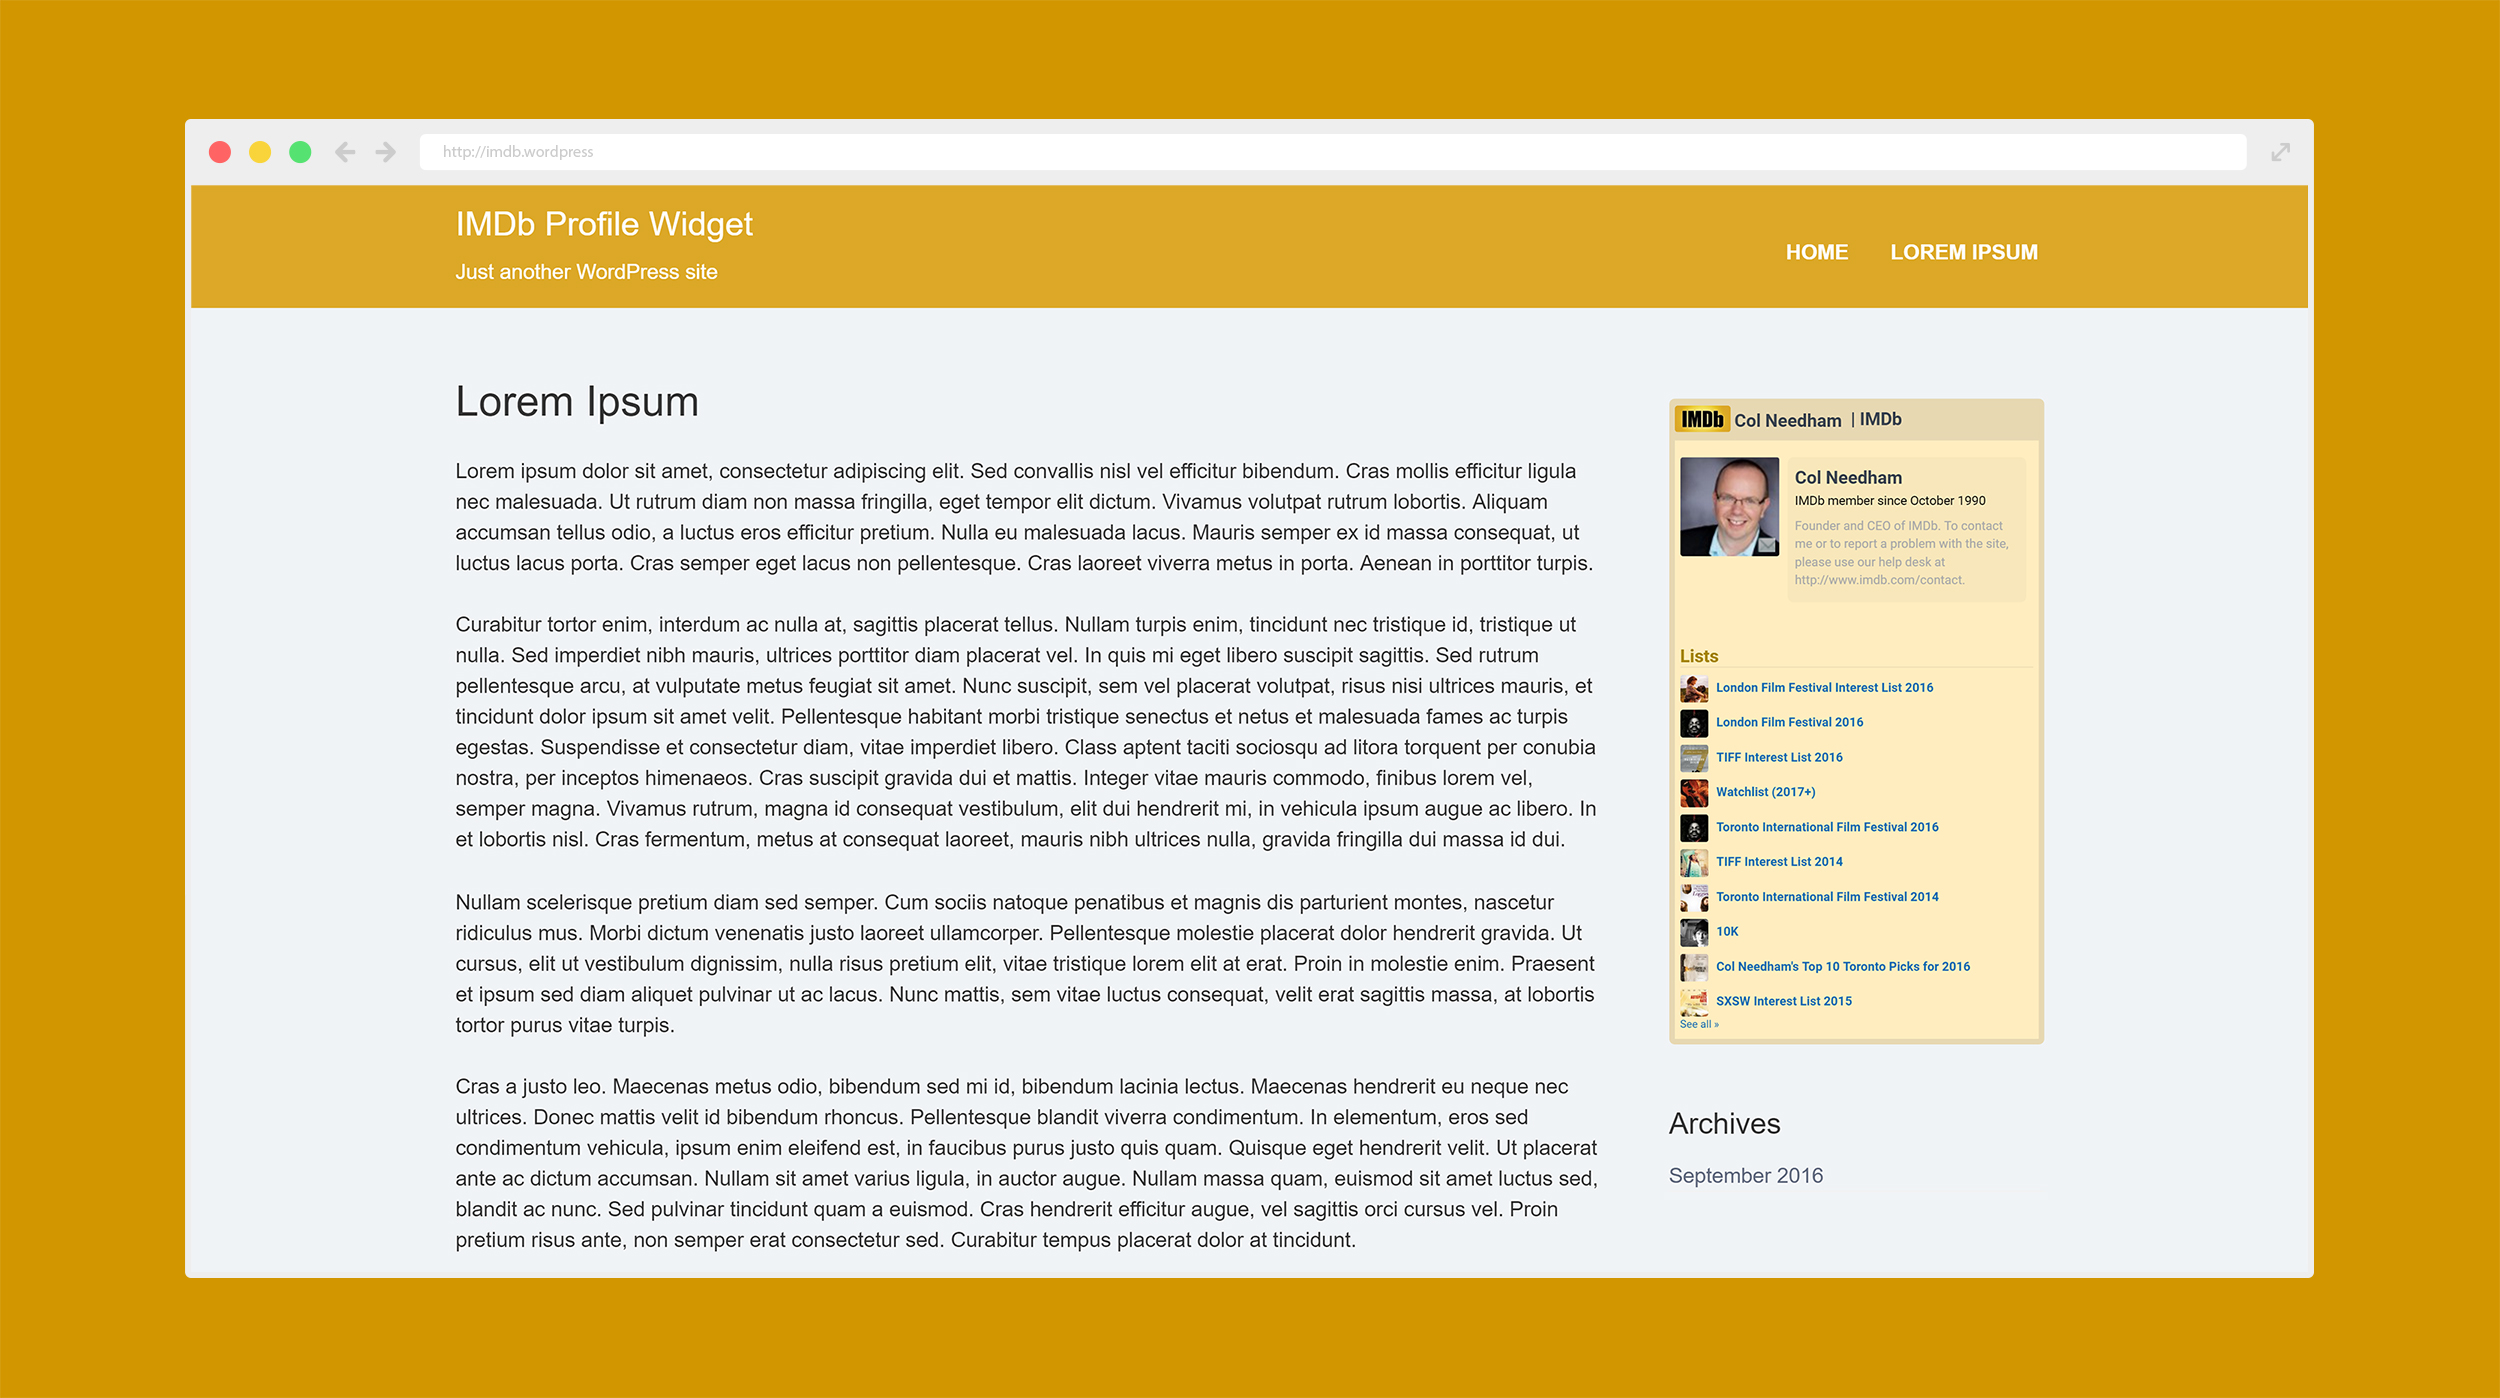 http://imdb.wordpress
IMDb Profile Widget
Just another WordPress site
HOME LOREM IPSUM
Lorem Ipsum
Lorem ipsum dolor sit amet, consectetur adipiscing elit. Sed convallis nisl vel efficitur bibendum. Cras mollis efficitur ligula
nec malesuada. Ut rutrum diam non massa fringilla, eget tempor elit dictum. Vivamus volutpat rutrum lobortis. Aliquam
accumsan tellus odio, a luctus eros efficitur pretium. Nulla eu malesuada lacus. Mauris semper ex id massa consequat, ut
luctus lacus porta. Cras semper eget lacus non pellentesque. Cras laoreet viverra metus in porta. Aenean in porttitor turpis.
Curabitur tortor enim, interdum ac nulla at, sagittis placerat tellus. Nullam turpis enim, tincidunt nec tristique id, tristique ut
nulla. Sed imperdiet nibh mauris, ultrices porttitor diam placerat vel. In quis mi eget libero suscipit sagittis. Sed rutrum
pellentesque arcu, at vulputate metus feugiat sit amet. Nunc suscipit, sem vel placerat volutpat, risus nisi ultrices mauris, et
tincidunt dolor ipsum sit amet velit. Pellentesque habitant morbi tristique senectus et netus et malesuada fames ac turpis
egestas. Suspendisse et consectetur diam, vitae imperdiet libero. Class aptent taciti sociosqu ad litora torquent per conubia
nostra, per inceptos himenaeos. Cras suscipit gravida dui et mattis. Integer vitae mauris commodo, finibus lorem vel,
semper magna. Vivamus rutrum, magna id consequat vestibulum, elit dui hendrerit mi, in vehicula ipsum augue ac libero. In
et lobortis nisl. Cras fermentum, metus at consequat laoreet, mauris nibh ultrices nulla, gravida fringilla dui massa id dui.
Nullam scelerisque pretium diam sed semper. Cum sociis natoque penatibus et magnis dis parturient montes, nascetur
ridiculus mus. Morbi dictum venenatis justo laoreet ullamcorper. Pellentesque molestie placerat dolor hendrerit gravida. Ut
cursus, elit ut vestibulum dignissim, nulla risus pretium elit, vitae tristique lorem elit at erat. Proin in molestie enim. Praesent
et ipsum sed diam aliquet pulvinar ut ac lacus. Nunc mattis, sem vitae luctus consequat, velit erat sagittis massa, at lobortis
tortor purus vitae turpis.
Cras a justo leo. Maecenas metus odio, bibendum sed mi id, bibendum lacinia lectus. Maecenas hendrerit eu neque nec
ultrices. Donec mattis velit id bibendum rhoncus. Pellentesque blandit viverra condimentum. In elementum, eros sed
condimentum vehicula, ipsum enim eleifend est, in faucibus purus justo quis quam. Quisque eget hendrerit velit. Ut placerat
ante ac dictum accumsan. Nullam sit amet varius ligula, in auctor augue. Nullam massa quam, euismod sit amet luctus sed,
blandit ac nunc. Sed pulvinar tincidunt quam a euismod. Cras hendrerit efficitur augue, vel sagittis orci cursus vel. Proin
pretium risus ante, non semper erat consectetur sed. Curabitur tempus placerat dolor at tincidunt.
IMDb Col Needham | IMDb
Col Needham
IMDb member since October 1990
Founder and CEO of IMDb. To contact
me or to report a problem with the site,
please use our help desk at
http://www.imdb.com/contact.
Lists
London Film Festival Interest List 2016
London Film Festival 2016
TIFF Interest List 2016
Watchlist (2017+)
Toronto International Film Festival 2016
TIFF Interest List 2014
Toronto International Film Festival 2014
10K
Col Needham's Top 10 Toronto Picks for 2016
SXSW Interest List 2015
See all »
Archives
September 2016